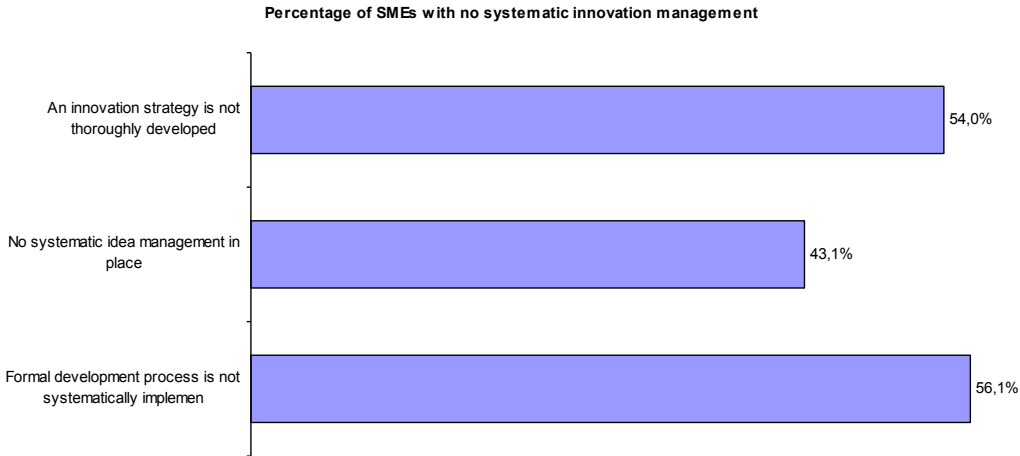 Percentage of SMEs with no systematic innovation management
An innovation strategy is not
thoroughly developed
54,0%
No systematic idea management in
place
43,1%
Formal development process is not
systematically implemen
56,1%